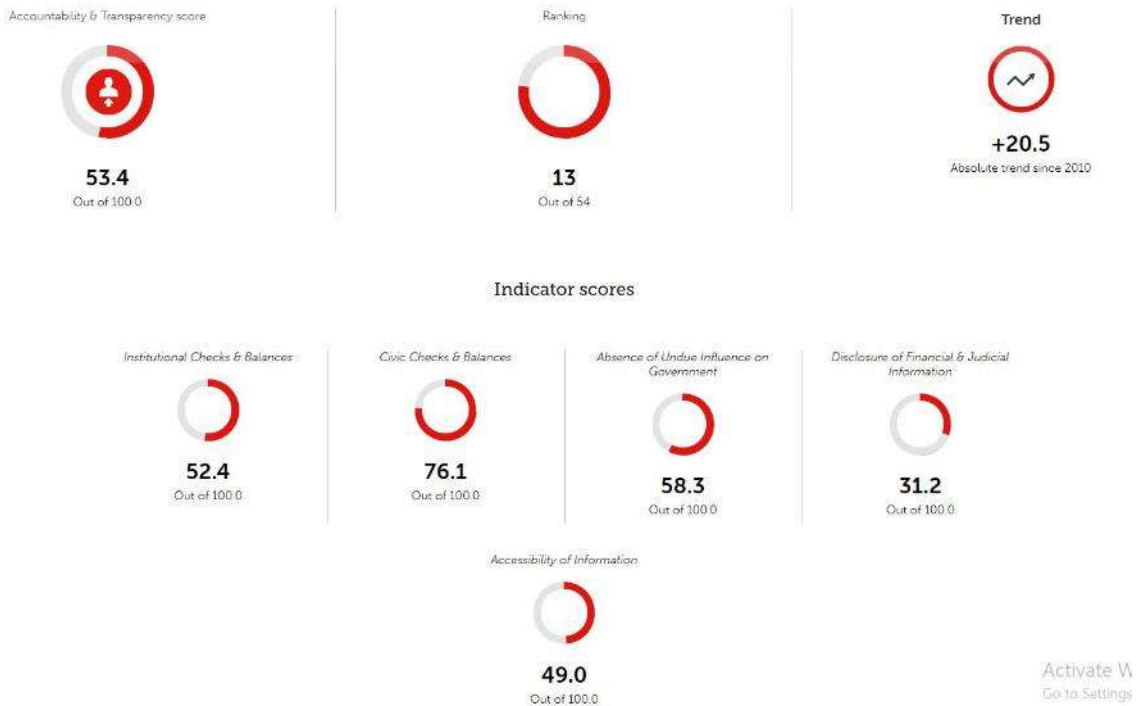 Accountability & Transparency score
53.4
Out of 100.0
Ranking
13
Out of 54
Trend
+20.5
Absolute trend since 2010
Indicator scores
Institutional Checks & Balances
52.4
Out of 100.0
Civic Checks & Balances
76.1
Out of 100.0
Absence of Undue Influence on
Government
58.3
Out of 100.0
Disclosure of Financial & Judicial
Information
31.2
Out of 100.0
Accessibility of Information
49.0
Out of 100.0
Activate W
Go to Settings